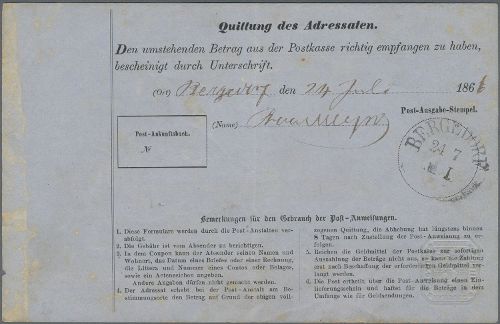 Quittung des Adressaten.
Den umstehenden Betrag aus der Postkasse richtig empfangen zu haben,
bescheinigt durch Unterschrift.
(Ort) Bergedorf den 24 Juli 186
Post-Ausgabe-Stempel.
(Name)
Post-Ankunftsbuch.
№
BERGEDORF
24 7
I
Bemerkungen für den Gebrauch der Post-Anweisungen.
1. Diese Formulare werden durch die Post-Anstalten ver-
abfolgt.
2. Die Gebühr ist vom Absender zu berichtigen.
3. In dem Coupon kann der Absender seinen Namen und
Wohnort, das Datum eines Briefes oder einer Rechnung,
die Littera und Nummer eines Contos oder Belages,
sowie ein Actenzeichen angeben.
Andere Angaben dürfen nicht gemacht werden.
4. Der Adressat erhebt bei der Post-Anstalt am Be-
stimmungsorte den Betrag auf Grund der obigen voll-
zogenen Quittung, die Abholung hat längstens binnen
8 Tagen nach Zustellung der Post-Anweisung zu er-
folgen.
5. Reichen die Geldmittel der Postkasse zur sofortigen
Auszahlung der Beträge nicht aus, so kann die Zahlung
erst nach Beschaffung der erforderlichen Geldmittel ver-
langt werden.
6. Die Post ertheilt über die Post-Anweisung einen Ein-
lieferungsschein und haftet für die Beträge in dem
Umfange wie für Geldsendungen.